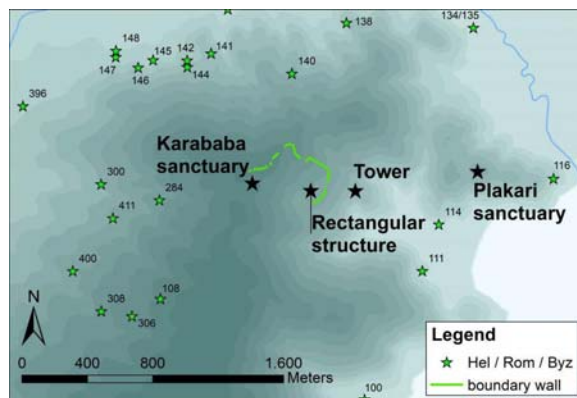 134/135
138
148
145
142
141
147
146
144
140
396
Karababa
sanctuary
Tower
116
300
284
Plakari
sanctuary
411
Rectangular
structure
114
400
111
108
308
306
N
100
0
400
800
1.600
Meters
Legend
Hel / Rom / Byz
boundary wall